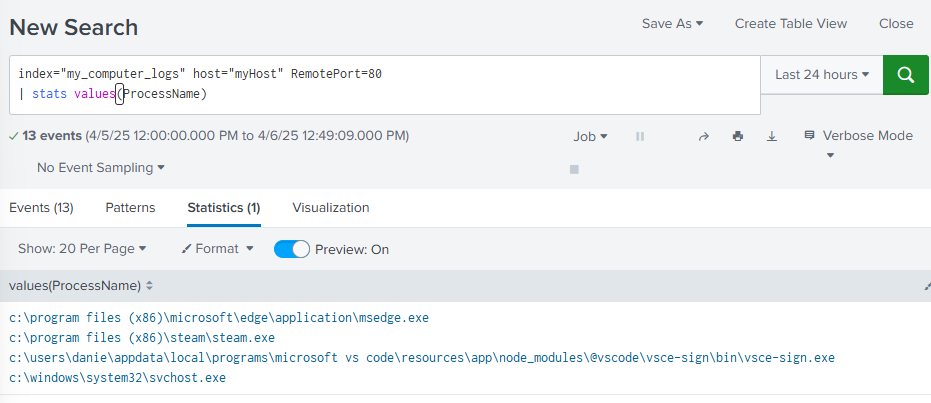 New Search
Save As
Create Table View
Close
index="my_computer_logs" host="myHost" RemotePort=80
| stats values(ProcessName)
Last 24 hours
13 events (4/5/25 12:00:00.000 PM to 4/6/25 12:49:09.000 PM)
Job
Verbose Mode
No Event Sampling
Events (13)
Patterns
Statistics (1)
Visualization
Show: 20 Per Page
Format
Preview: On
values(ProcessName)
c:\program files (x86)\microsoft\edge\application\msedge.exe
c:\program files (x86)\steam\steam.exe
c:\users\danie\appdata\local\programs\microsoft vs code\resources\app\node_modules\@vscode\vsce-sign\bin\vsce-sign.exe
c:\windows\system32\svchost.exe